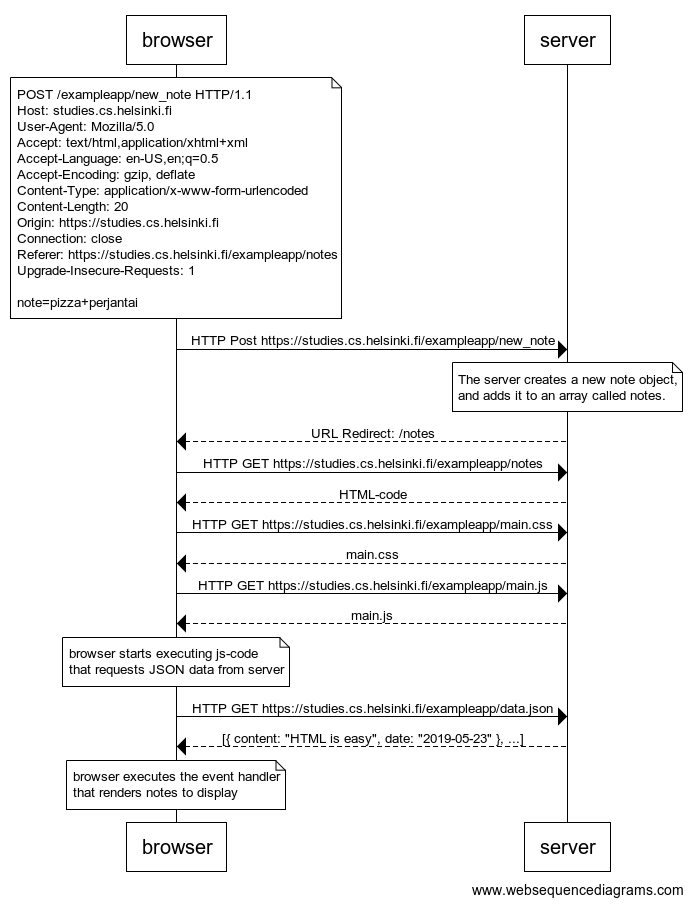 browser
server
POST /exampleapp/new_note HTTP/1.1
Host: studies.cs.helsinki.fi
User-Agent: Mozilla/5.0
Accept: text/html,application/xhtml+xml
Accept-Language: en-US,en;q=0.5
Accept-Encoding: gzip, deflate
Content-Type: application/x-www-form-urlencoded
Content-Length: 20
Origin: https://studies.cs.helsinki.fi
Connection: close
Referer: https://studies.cs.helsinki.fi/exampleapp/notes
Upgrade-Insecure-Requests: 1
note=pizza+perjantai
HTTP Post https://studies.cs.helsinki.fi/exampleapp/new_note
The server creates a new note object,
and adds it to an array called notes.
URL Redirect: /notes
HTTP GET https://studies.cs.helsinki.fi/exampleapp/notes
HTML-code
HTTP GET https://studies.cs.helsinki.fi/exampleapp/main.css
main.css
HTTP GET https://studies.cs.helsinki.fi/exampleapp/main.js
main.js
browser starts executing js-code
that requests JSON data from server
HTTP GET https://studies.cs.helsinki.fi/exampleapp/data.json
[{ content: "HTML is easy", date: "2019-05-23" }, ...]
browser executes the event handler
that renders notes to display
browser
server
www.websequencediagrams.com